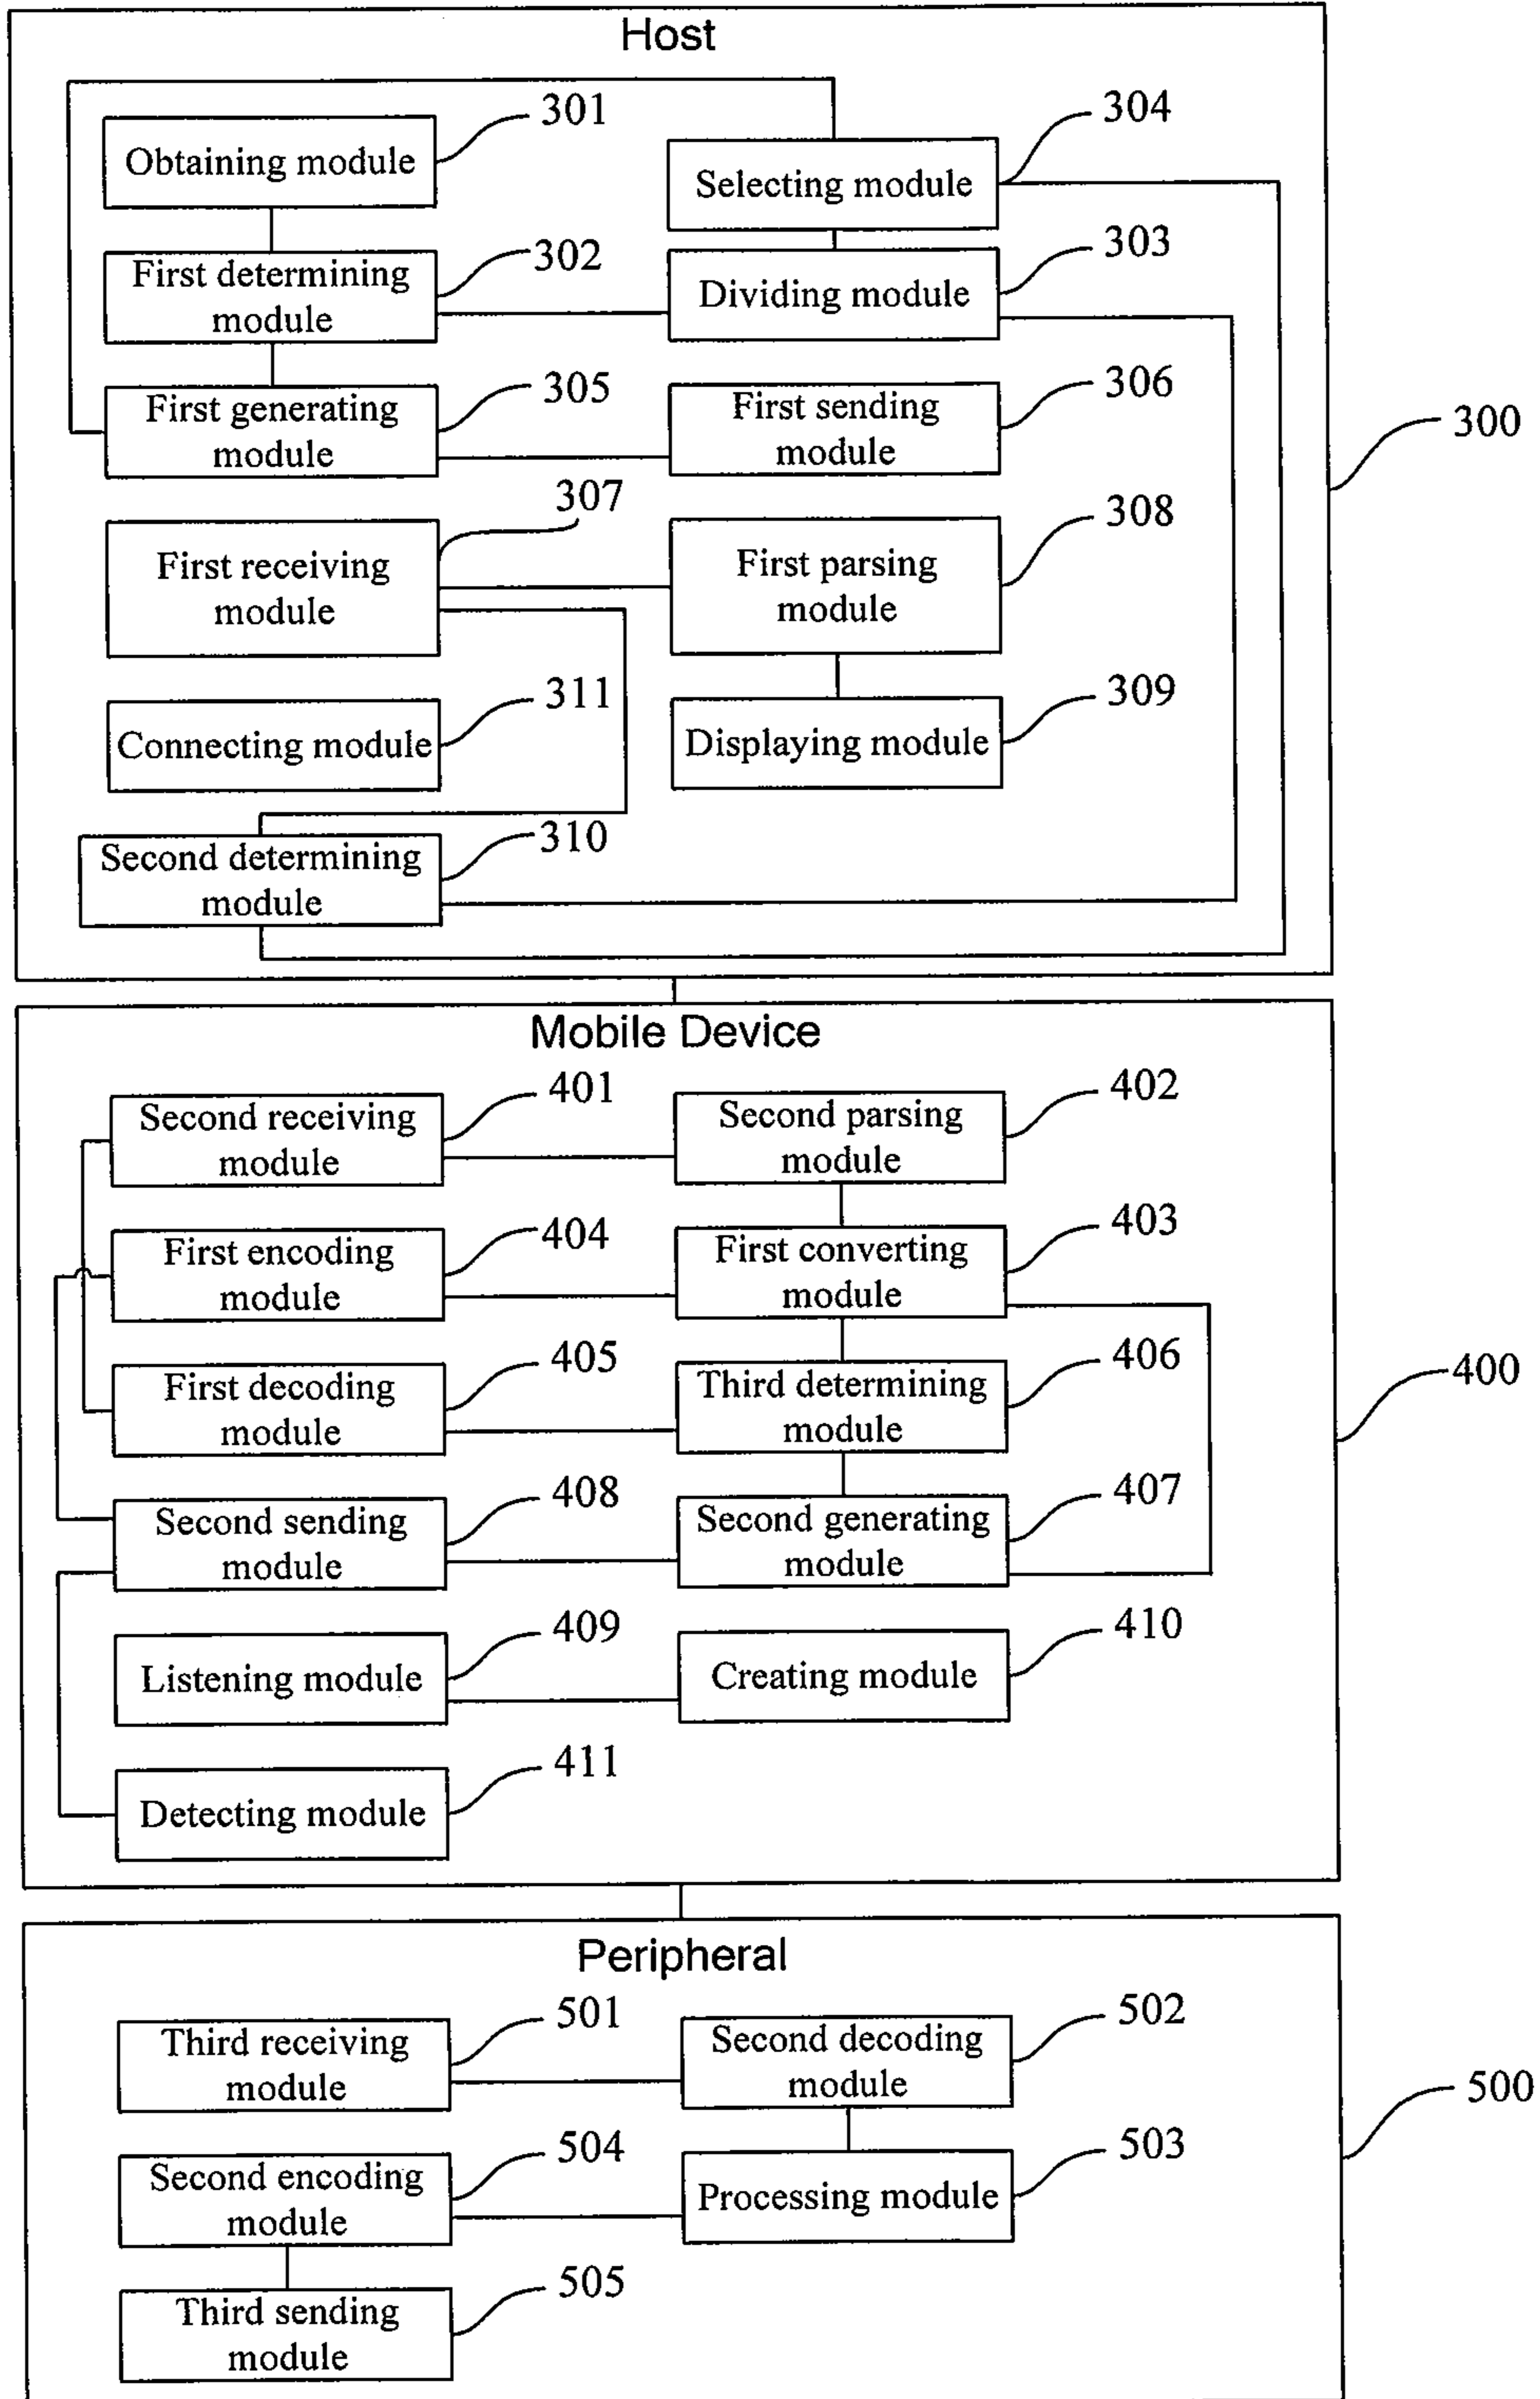 Host
301
Obtaining module
304
Selecting module
302
First determining
module
303
Dividing module
305
First generating
module
306
First sending
module
300
307
First receiving
module
308
First parsing
module
311
Connecting module
309
Displaying module
310
Second determining
module
Mobile Device
401
Second receiving
module
402
Second parsing
module
404
First encoding
module
403
First converting
module
405
First decoding
module
406
Third determining
module
400
408
Second sending
module
407
Second generating
module
409
Listening module
410
Creating module
411
Detecting module
Peripheral
501
Third receiving
module
502
Second decoding
module
500
504
Second encoding
module
503
Processing module
505
Third sending
module